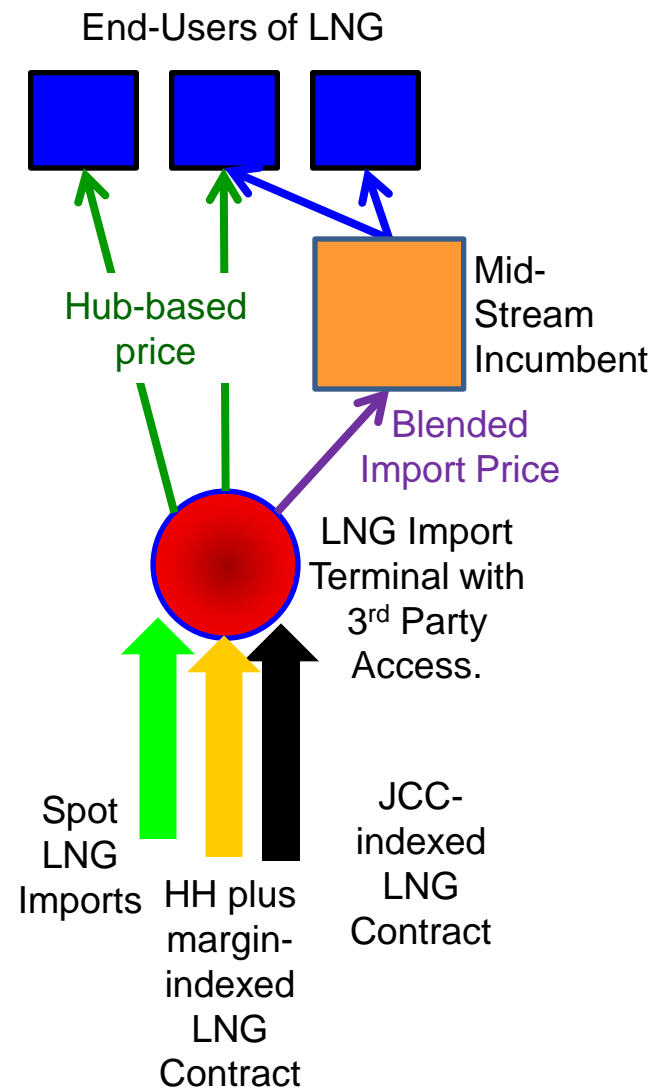 End-Users of LNG
Hub-based
price
Mid-
Stream
Incumbent
Blended
Import Price
LNG Import
Terminal with
3rd Party
Access.
Spot
LNG
Imports
HH plus
margin-
indexed
LNG
Contract
JCC-
indexed
LNG
Contract